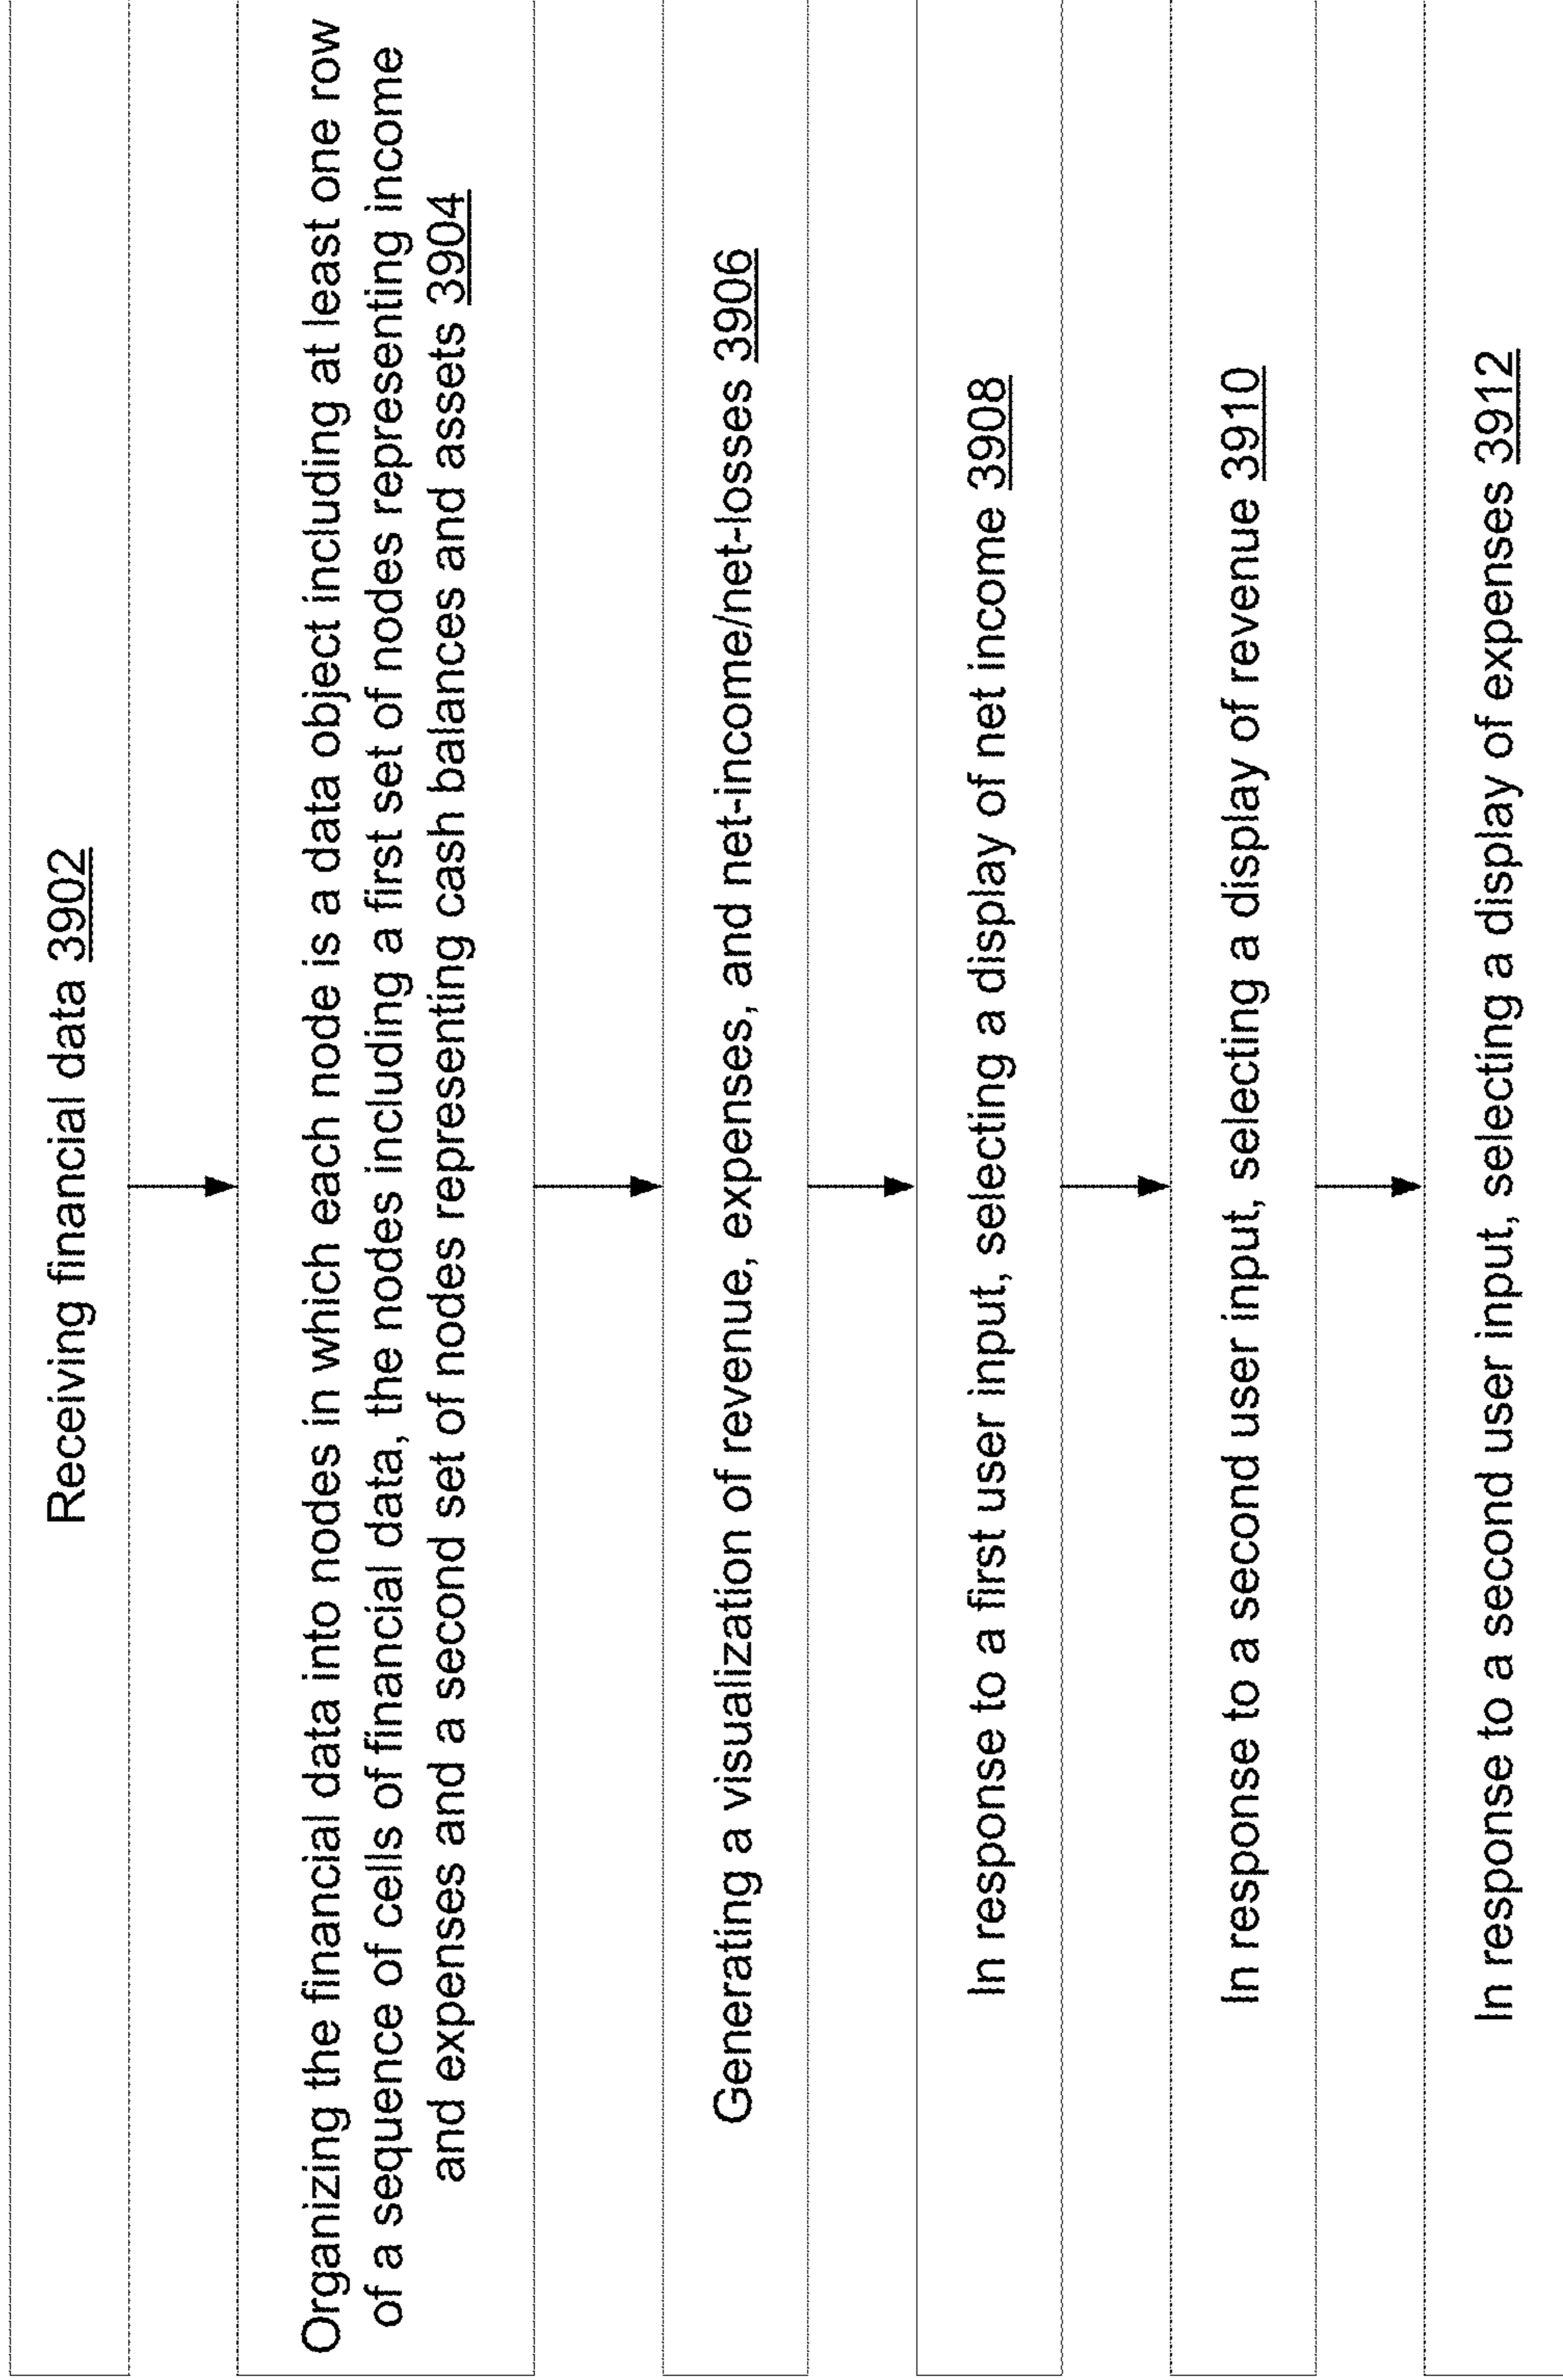 Receiving financial data 3902
Organizing the financial data into nodes in which each node is a data object including at least one row
of a sequence of cells of financial data, the nodes including a first set of nodes representing income
and expenses and a second set of nodes representing cash balances and assets 3904
Generating a visualization of revenue, expenses, and net-income/net-losses 3906
In response to a first user input, selecting a display of net income 3908
In response to a second user input, selecting a display of revenue 3910
In response to a second user input, selecting a display of expenses 3912